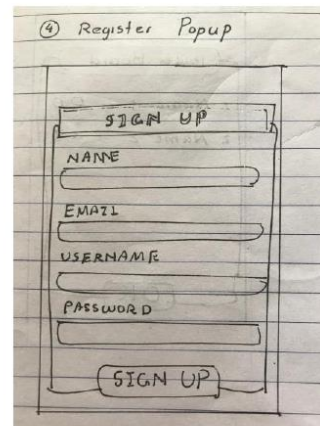 ④ Register Popup
SIGN UP
NAME
EMAIL
USERNAME
PASSWORD
SIGN UP